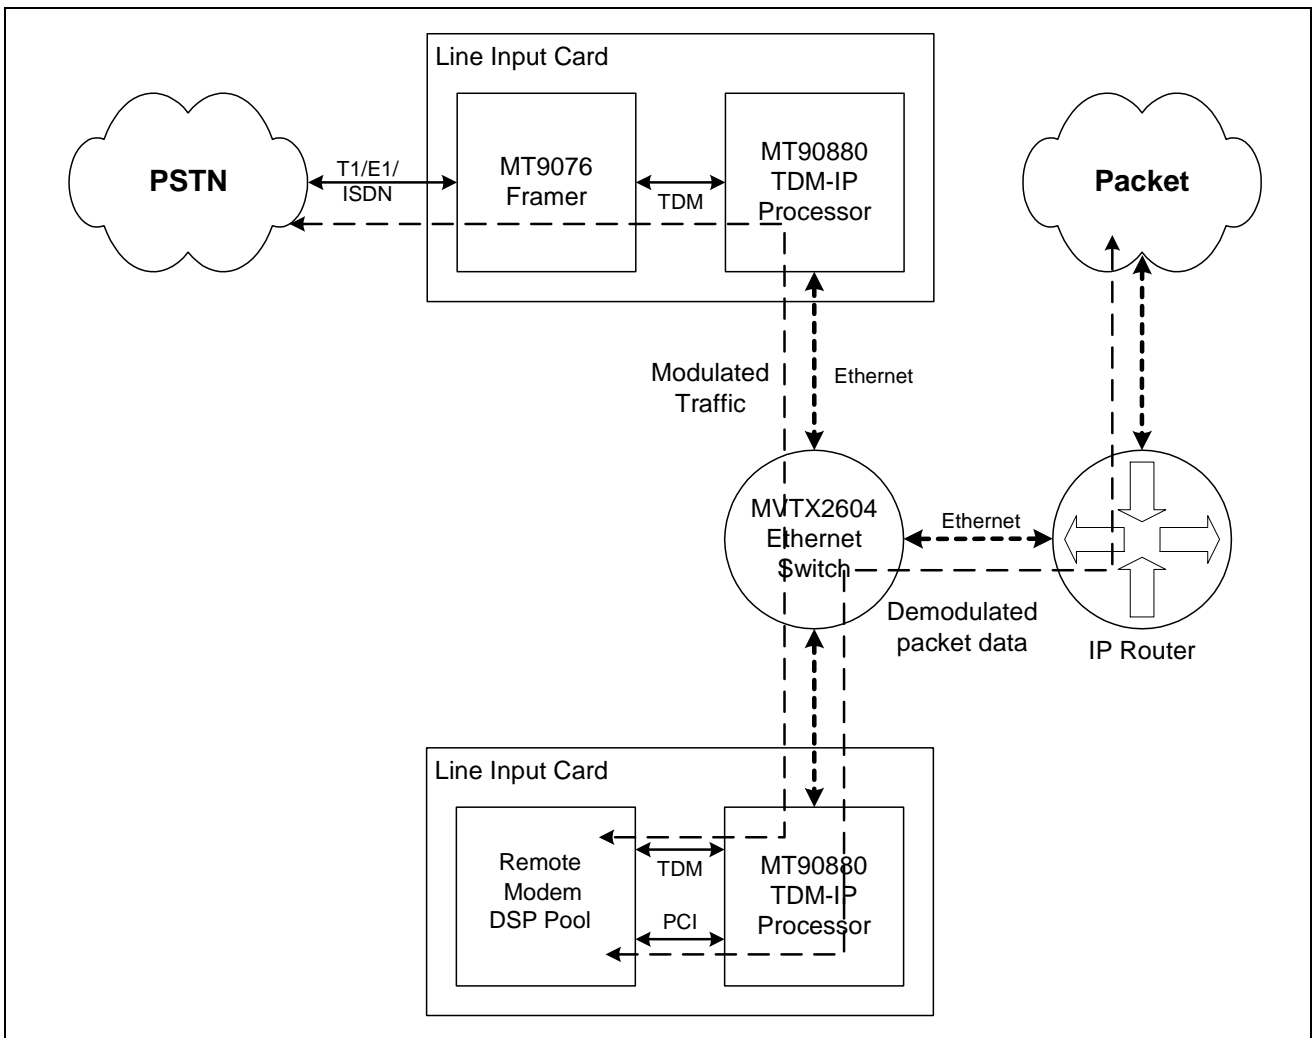 Line Input Card
PSTN
T1/E1/
ISDN
MT9076
Framer
TDM
MT90880
TDM-IP
Processor
Packet
Modulated
Traffic
Ethernet
MVTX2604
Ethernet
Switch
Ethernet
Demodulated
packet data
IP Router
Line Input Card
Remote
Modem
DSP Pool
TDM
PCI
MT90880
TDM-IP
Processor